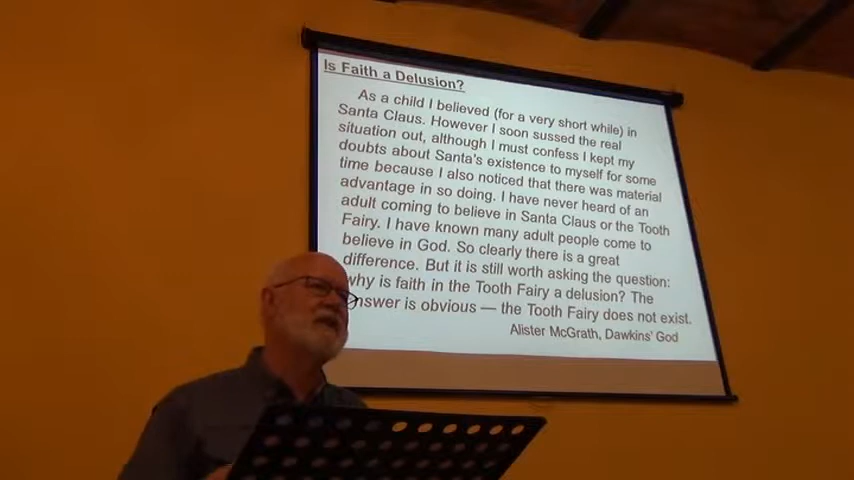 Is Faith a Delusion?
As a child I believed (for a very short while) in
Santa Claus. However I soon sussed the real
situation out, although I must confess I kept my
doubts about Santa's existence to myself for some
time because I also noticed that there was material
advantage in so doing. I have never heard of an
adult coming to believe in Santa Claus or the Tooth
Fairy. I have known many adult people come to
believe in God. So clearly there is a great
difference. But it is still worth asking the question:
why is faith in the Tooth Fairy a delusion? The
answer is obvious — the Tooth Fairy does not exist.
Alister McGrath, Dawkins' God